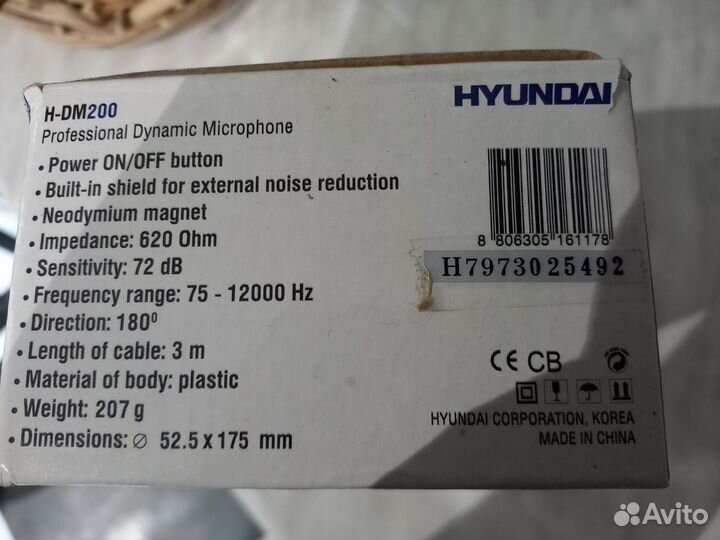 H-DM200
Professional Dynamic Microphone
HYUNDAI
• Power ON/OFF button
• Built-in shield for external noise reduction
• Neodymium magnet
• Impedance: 620 Ohm
• Sensitivity: 72 dB
• Frequency range: 75 - 12000 Hz
• Direction: 180⁰
• Length of cable: 3 m
• Material of body: plastic
• Weight: 207 g
• Dimensions: ∅ 52.5 x 175 mm
8 806305 161178
H7973025492
CE CB
HYUNDAI CORPORATION, KOREA
MADE IN CHINA
Avito